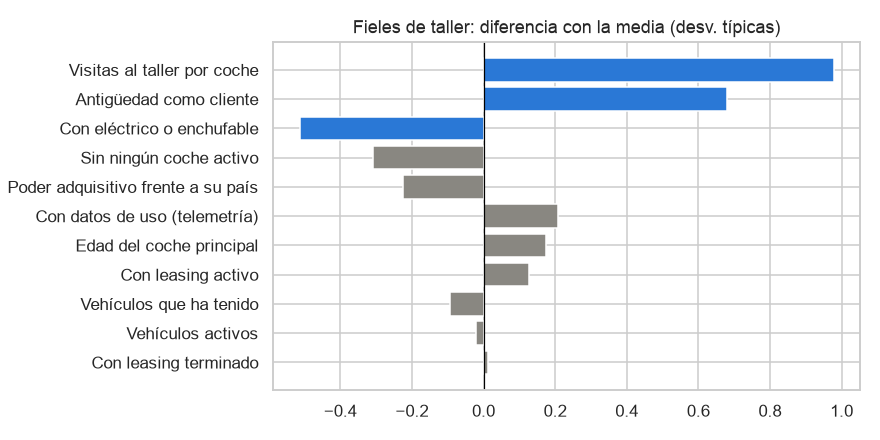 Fieles de taller: diferencia con la media (desv. típicas)
Visitas al taller por coche
Antigüedad como cliente
Con eléctrico o enchufable
Sin ningún coche activo
Poder adquisitivo frente a su país
Con datos de uso (telemetría)
Edad del coche principal
Con leasing activo
Vehículos que ha tenido
Vehículos activos
Con leasing terminado
−0.4 −0.2 0.0 0.2 0.4 0.6 0.8 1.0